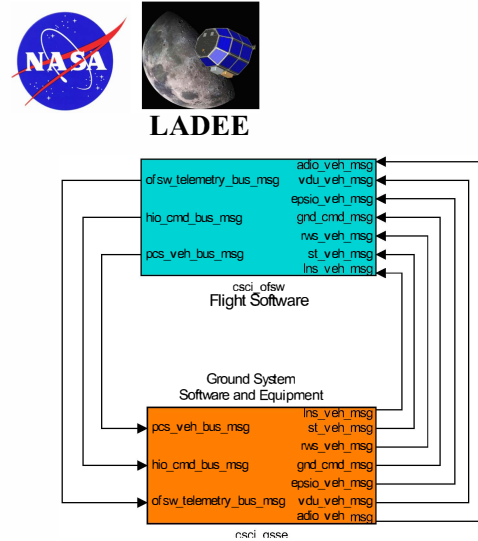 NASA
LADEE
adio_veh_msg
ofsw_telemetry_bus_msg vdu_veh_msg
epsio_veh_msg
hio_cmd_bus_msg gnd_cmd_msg
rws_veh_msg
pcs_veh_bus_msg st_veh_msg
lns_veh_msg
csci_ofsw
Flight Software
Ground System
Software and Equipment
lns_veh_msg
pcs_veh_bus_msg st_veh_msg
rws_veh_msg
hio_cmd_bus_msg gnd_cmd_msg
epsio_veh_msg
ofsw_telemetry_bus_msg vdu_veh_msg
adio_veh_msg
csci_gsse